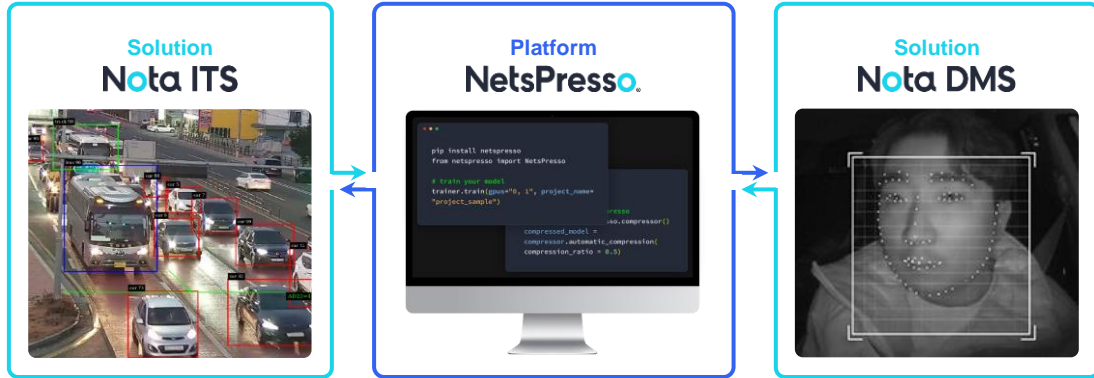 Solution
Nota ITS
Platform
NetsPresso®
pip install netspresso
from netspresso import NetsPresso
# train your model
trainer.train(gpus="0, 1", project_name=
"project_sample")
compressed_model =
compressor.automatic_compression(
compression_ratio = 0.5)
Solution
Nota DMS